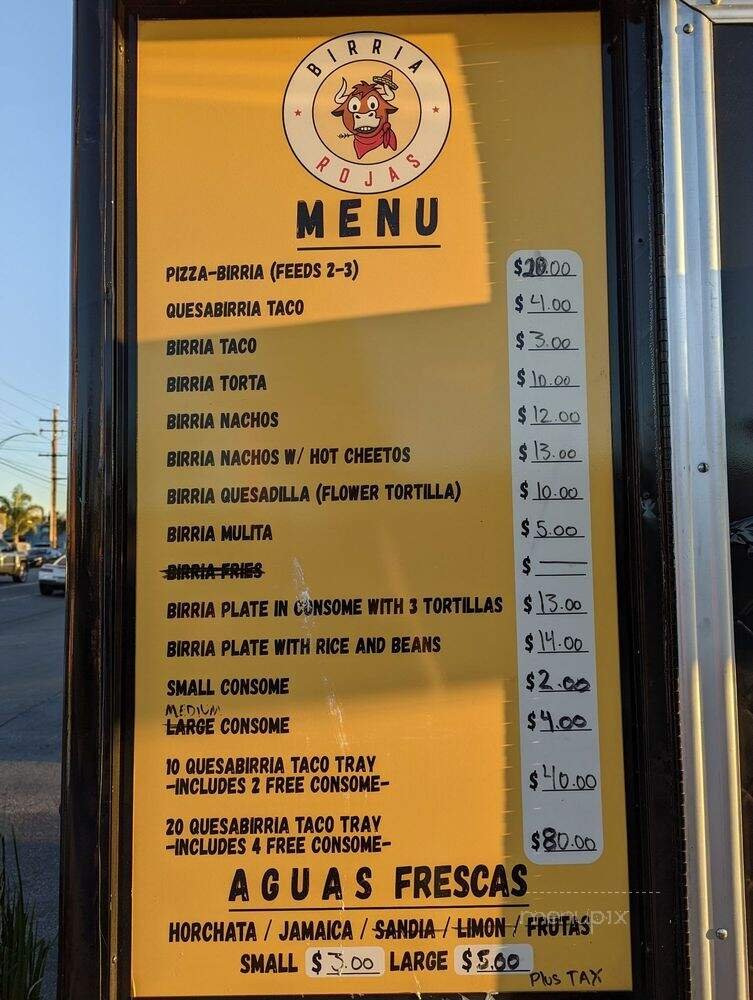 BIRRIA
ROJAS
MENU
PIZZA-BIRRIA (FEEDS 2-3)
QUESABIRRIA TACO $4.00
BIRRIA TACO $3.00
BIRRIA TORTA $10.00
BIRRIA NACHOS $12.00
BIRRIA NACHOS W/ HOT CHEETOS $13.00
BIRRIA QUESADILLA (FLOWER TORTILLA) $10.00
BIRRIA MULITA $5.00
BIRRIA FRIES $
BIRRIA PLATE IN CONSOME WITH 3 TORTILLAS $13.00
BIRRIA PLATE WITH RICE AND BEANS $14.00
SMALL CONSOME $2.00
MEDIUM
LARGE CONSOME $4.00
10 QUESABIRRIA TACO TRAY
-INCLUDES 2 FREE CONSOME- $40.00
20 QUESABIRRIA TACO TRAY
-INCLUDES 4 FREE CONSOME- $80.00
AGUAS FRESCAS
menupix
HORCHATA / JAMAICA / SANDIA / LIMON / FRUTAS
SMALL $3.00 LARGE $5.00
Plus TAX